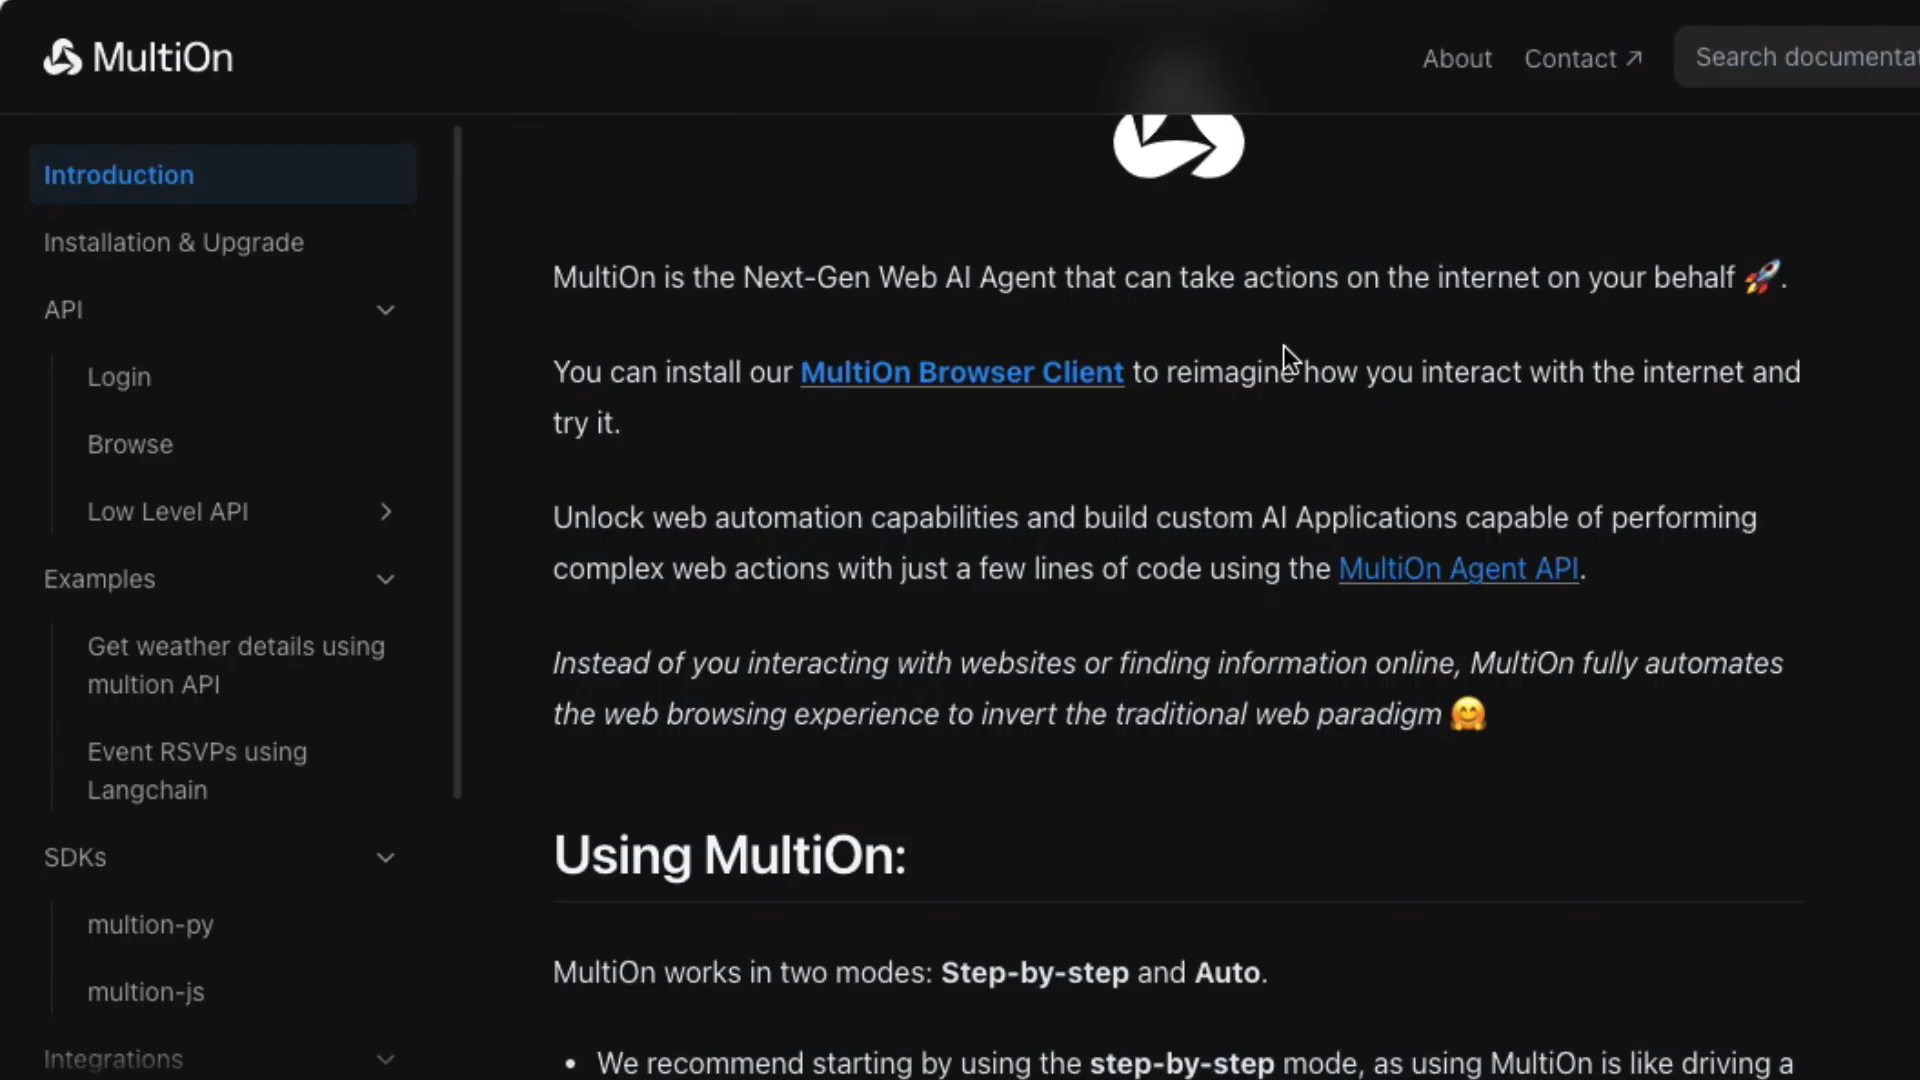 MultiOn
About
Contact ↗
Search documentat
Introduction
Installation & Upgrade
API
Login
Browse
Low Level API
Examples
Get weather details using
multion API
Event RSVPs using
Langchain
SDKs
multion-py
multion-js
Integrations
MultiOn is the Next-Gen Web AI Agent that can take actions on the internet on your behalf 🚀.
You can install our MultiOn Browser Client to reimagine how you interact with the internet and
try it.
Unlock web automation capabilities and build custom AI Applications capable of performing
complex web actions with just a few lines of code using the MultiOn Agent API.
Instead of you interacting with websites or finding information online, MultiOn fully automates
the web browsing experience to invert the traditional web paradigm 🤗
Using MultiOn:
MultiOn works in two modes: Step-by-step and Auto.
• We recommend starting by using the step-by-step mode, as using MultiOn is like driving a